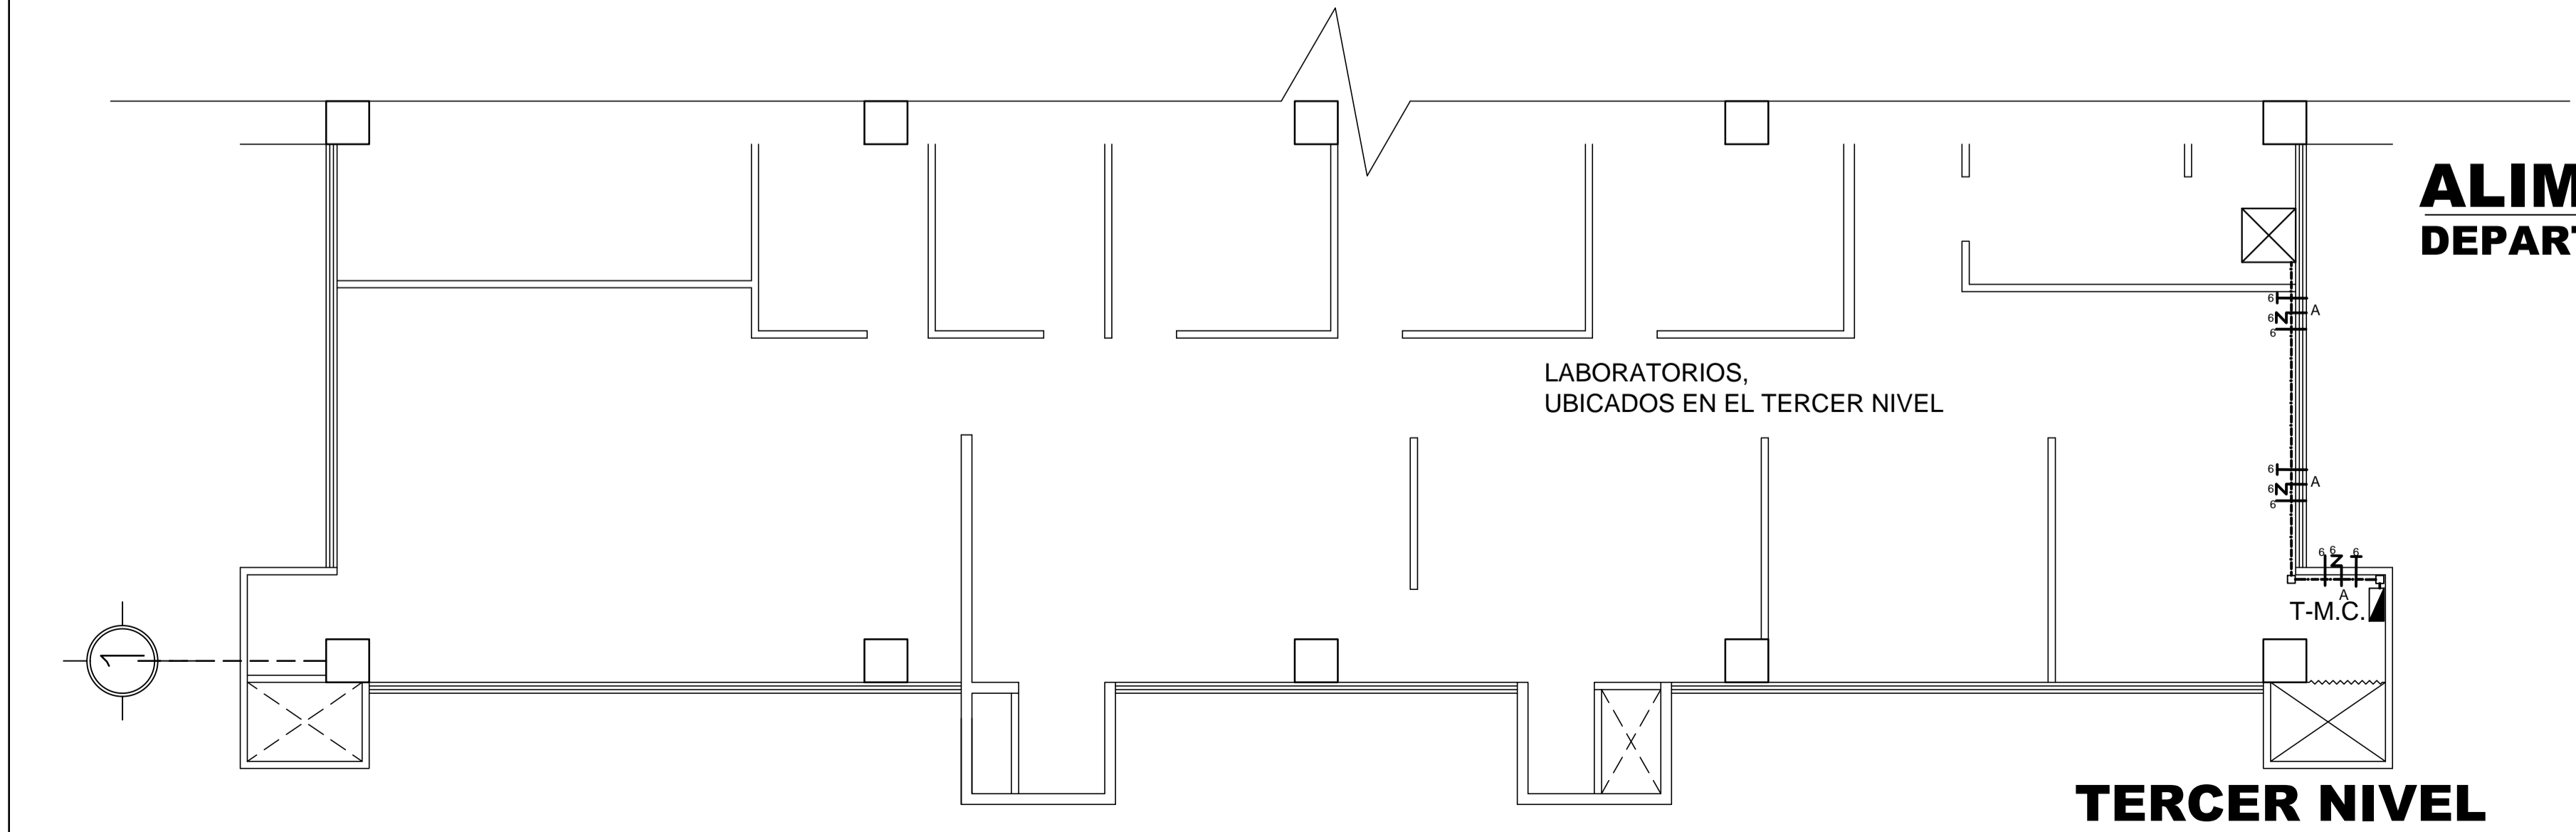 ALIM
DEPART
6
A
6
6
LABORATORIOS,
UBICADOS EN EL TERCER NIVEL
6
A
6
6
6 6 6
A
T-M.C.
1
TERCER NIVEL